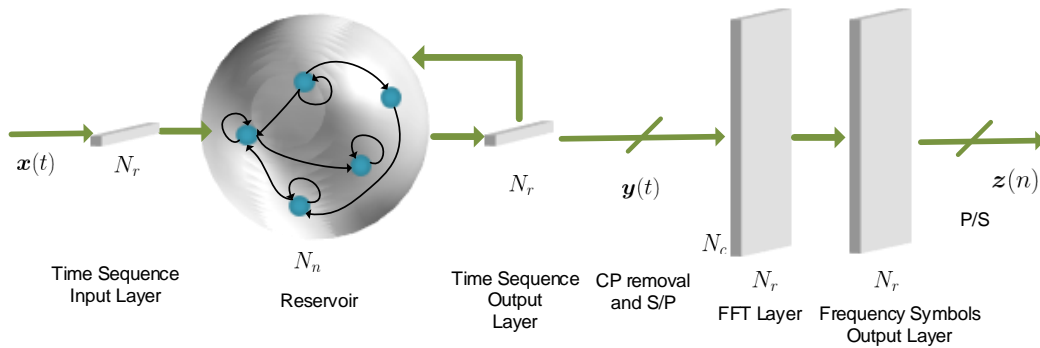 x(t)
N_r
N_n
N_r
y(t)
N_c
N_r
N_r
z(n)
P/S
Time Sequence
Input Layer
Reservoir
Time Sequence
Output
Layer
CP removal
and S/P
FFT Layer
Frequency Symbols
Output Layer